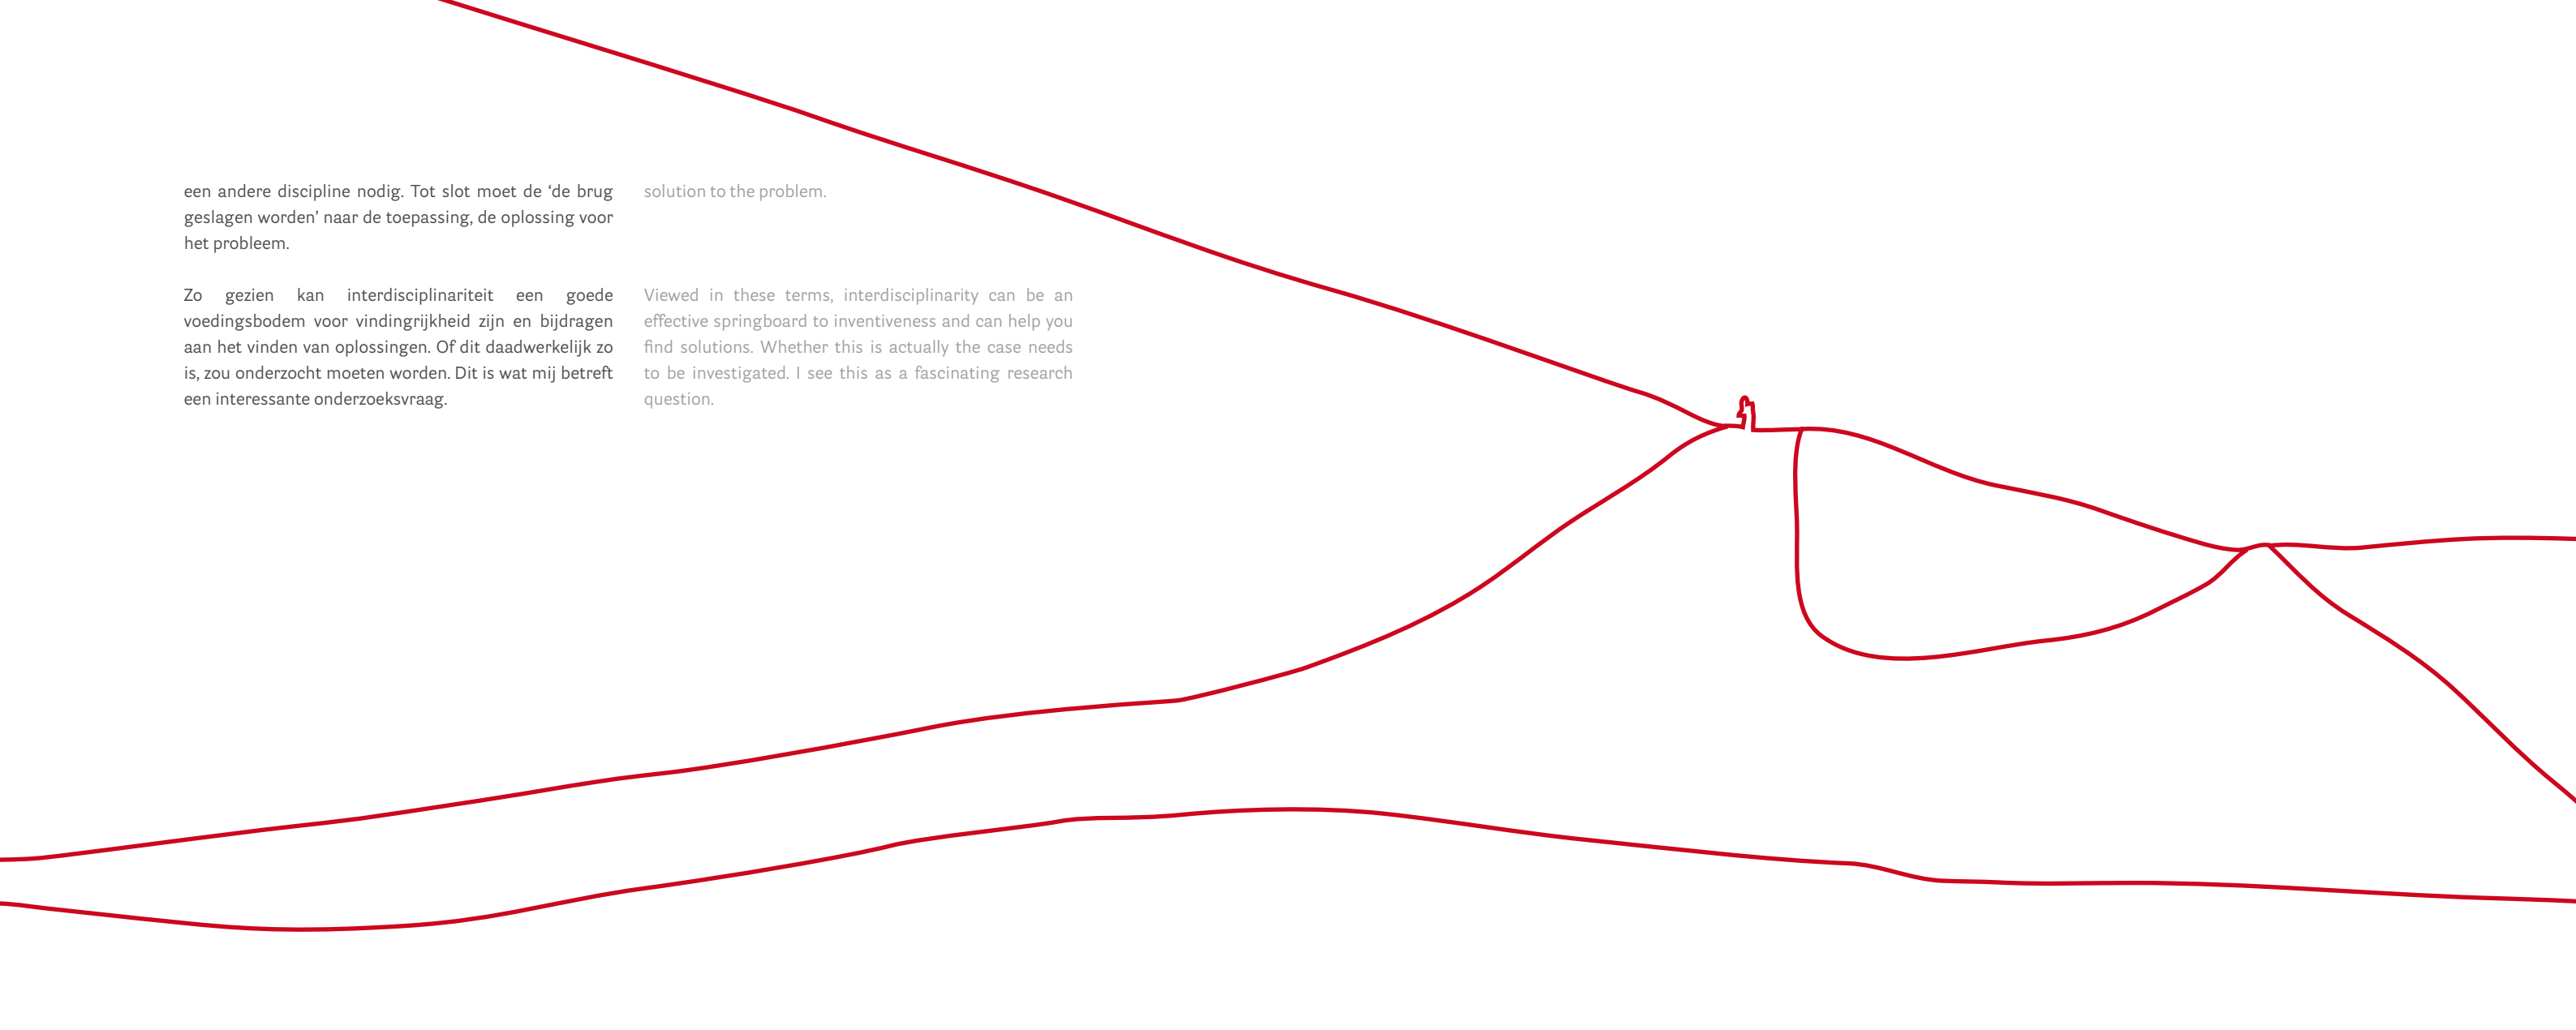 een andere discipline nodig. Tot slot moet de ‘de brug
geslagen worden’ naar de toepassing, de oplossing voor
het probleem.
Zo gezien kan interdisciplinariteit een goede
voedingsbodem voor vindingrijkheid zijn en bijdragen
aan het vinden van oplossingen. Of dit daadwerkelijk zo
is, zou onderzocht moeten worden. Dit is wat mij betreft
een interessante onderzoeksvraag.
solution to the problem.
Viewed in these terms, interdisciplinarity can be an
effective springboard to inventiveness and can help you
find solutions. Whether this is actually the case needs
to be investigated. I see this as a fascinating research
question.